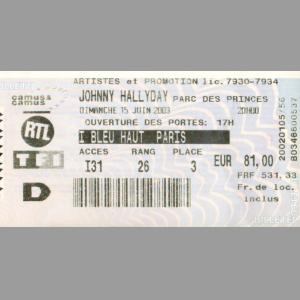 ARTISTES et PROMOTION lic.7930-7934
camus&
camus
JOHNNY HALLYDAY PARC DES PRINCES
DIMANCHE 15 JUIN 2003 20H00
OUVERTURE DES PORTES: 17H
I BLEU HAUT PARIS
ACCES RANG PLACE EUR 81,00
I31 26 3
FRF 531.33
Fr. de loc.
inclus
RTL
TF1
D